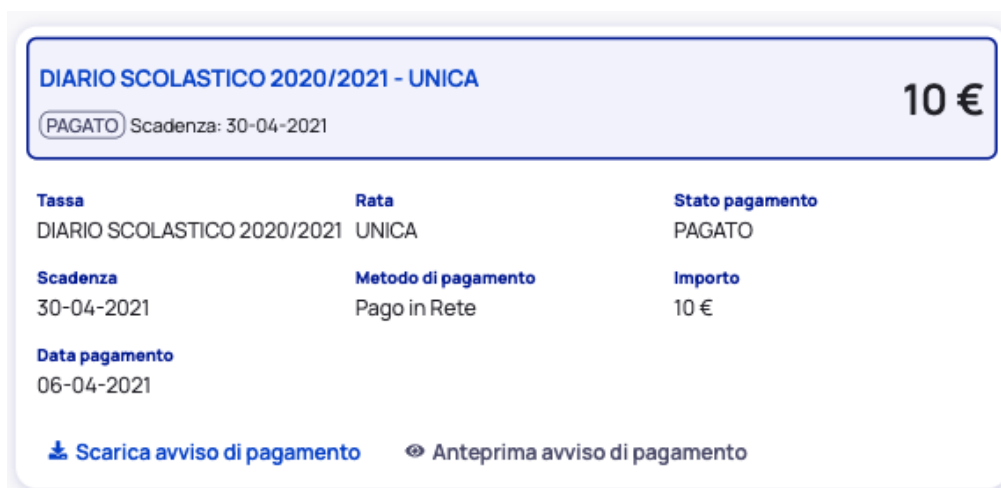 DIARIO SCOLASTICO 2020/2021 - UNICA
10 €
PAGATO Scadenza: 30-04-2021
Tassa Rata Stato pagamento
DIARIO SCOLASTICO 2020/2021 UNICA PAGATO
Scadenza Metodo di pagamento Importo
30-04-2021 Pago in Rete 10 €
Data pagamento
06-04-2021
Scarica avviso di pagamento Anteprima avviso di pagamento